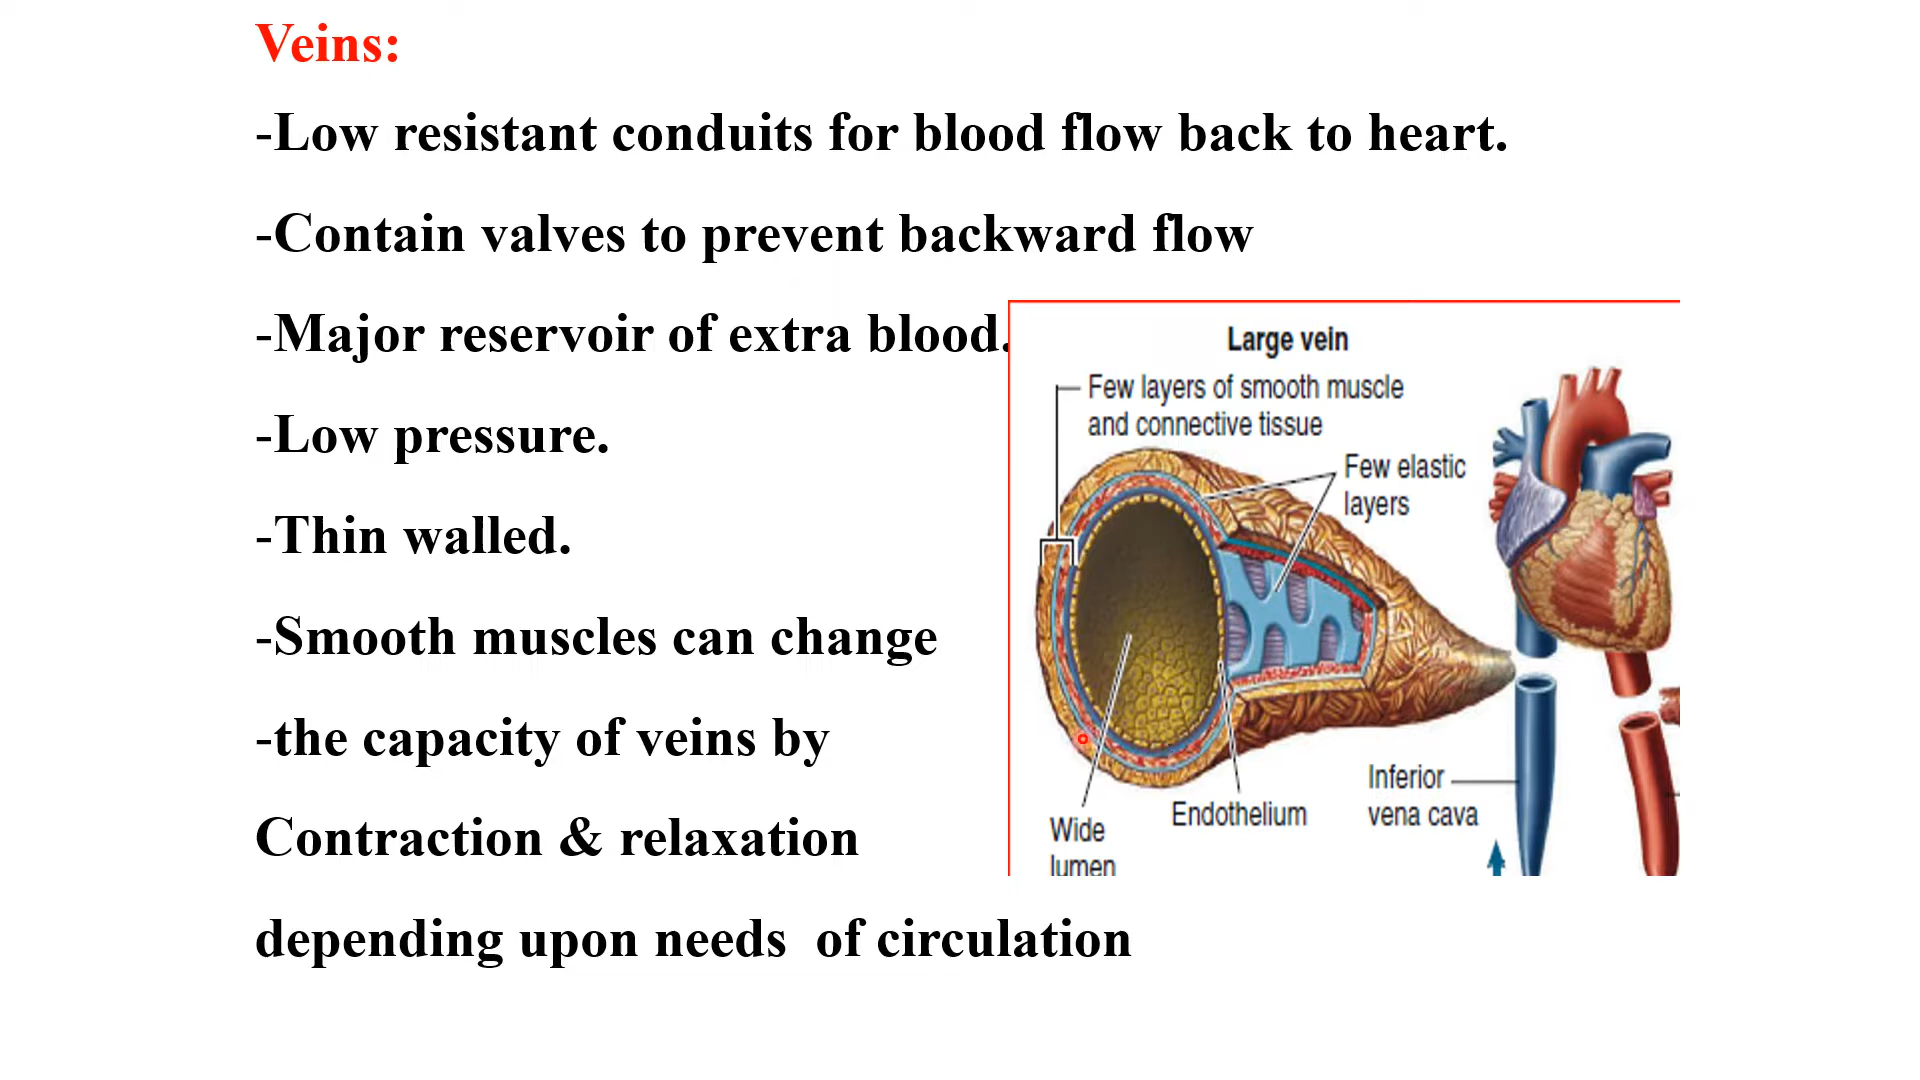 Veins:
-Low resistant conduits for blood flow back to heart.
-Contain valves to prevent backward flow
-Major reservoir of extra blood.
-Low pressure.
-Thin walled.
-Smooth muscles can change
-the capacity of veins by
Contraction & relaxation
depending upon needs  of circulation
Large vein
Few layers of smooth muscle
and connective tissue
Few elastic
layers
Inferior
vena cava
Endothelium
Wide
lumen